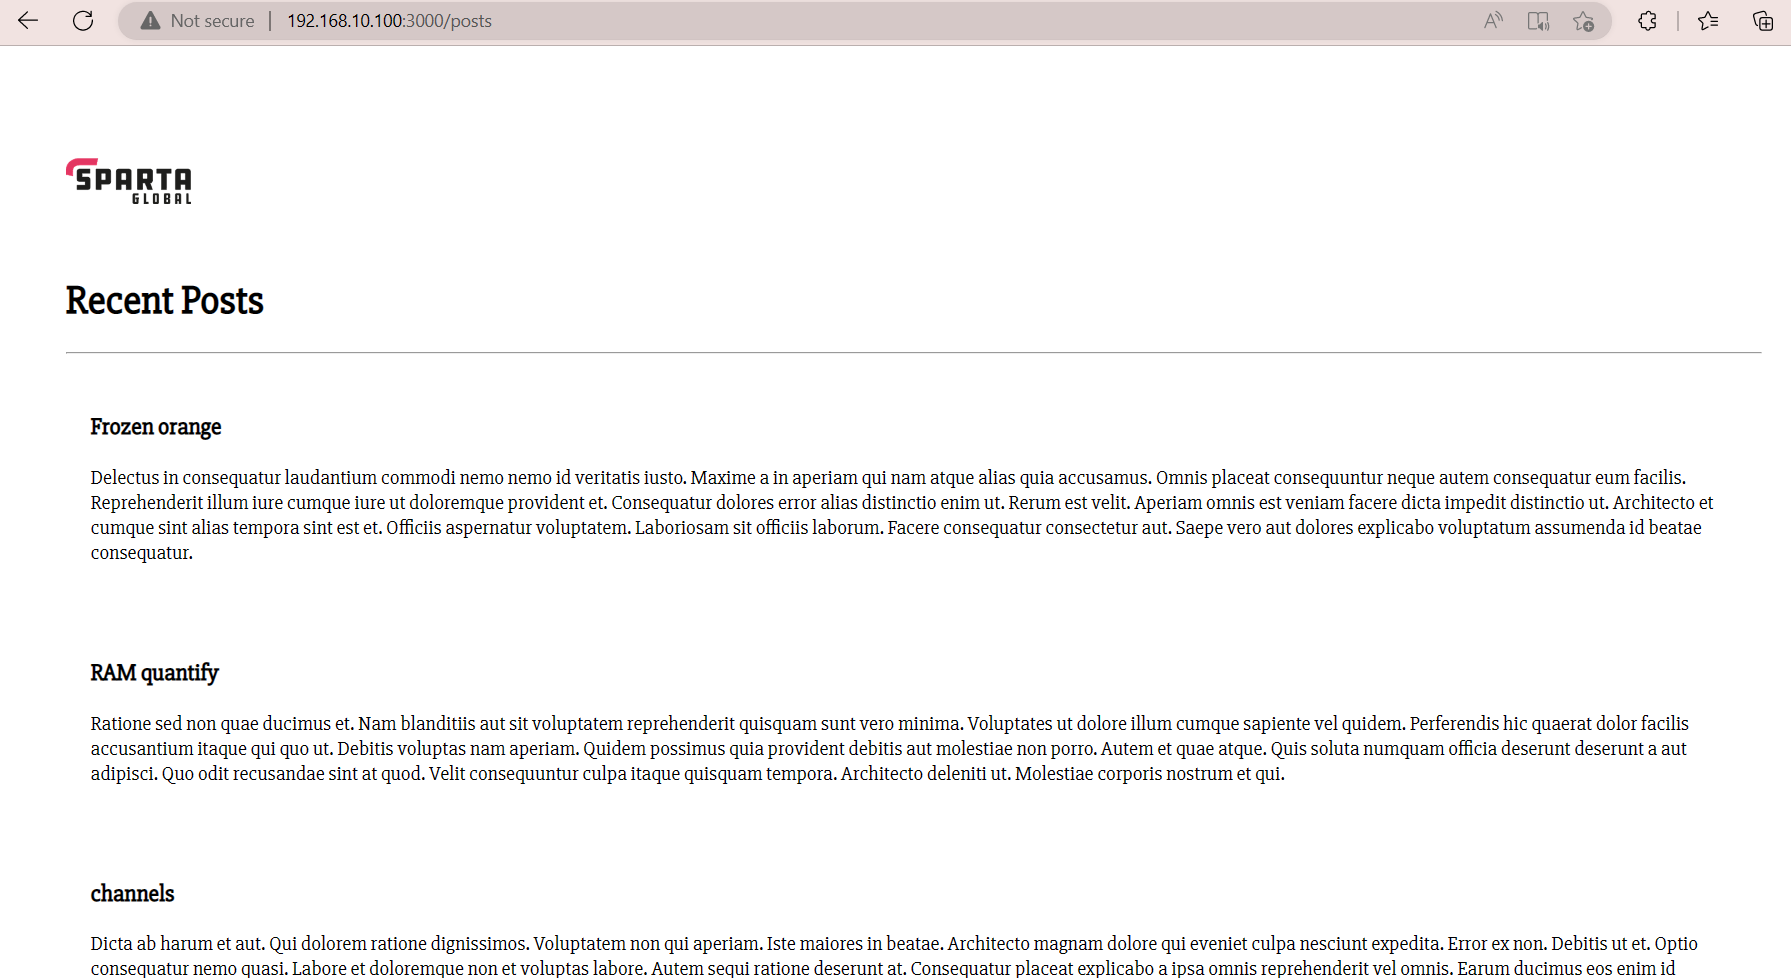 Not secure | 192.168.10.100:3000/posts
SPARTA
GLOBAL
Recent Posts
Frozen orange
Delectus in consequatur laudantium commodi nemo nemo id veritatis iusto. Maxime a in aperiam qui nam atque alias quia accusamus. Omnis placeat consequuntur neque autem consequatur eum facilis.
Reprehenderit illum iure cumque iure ut doloremque provident et. Consequatur dolores error alias distinctio enim ut. Rerum est velit. Aperiam omnis est veniam facere dicta impedit distinctio ut. Architecto et
cumque sint alias tempora sint est et. Officiis aspernatur voluptatem. Laboriosam sit officiis laborum. Facere consequatur consectetur aut. Saepe vero aut dolores explicabo voluptatum assumenda id beatae
consequatur.
RAM quantify
Ratione sed non quae ducimus et. Nam blanditiis aut sit voluptatem reprehenderit quisquam sunt vero minima. Voluptates ut dolore illum cumque sapiente vel quidem. Perferendis hic quaerat dolor facilis
accusantium itaque qui quo ut. Debitis voluptas nam aperiam. Quidem possimus quia provident debitis aut molestiae non porro. Autem et quae atque. Quis soluta numquam officia deserunt deserunt a aut
adipisci. Quo odit recusandae sint at quod. Velit consequuntur culpa itaque quisquam tempora. Architecto deleniti ut. Molestiae corporis nostrum et qui.
channels
Dicta ab harum et aut. Qui dolorem ratione dignissimos. Voluptatem non qui aperiam. Iste maiores in beatae. Architecto magnam dolore qui eveniet culpa nesciunt expedita. Error ex non. Debitis ut et. Optio
consequatur nemo quasi. Labore et doloremque non et voluptas labore. Autem sequi ratione deserunt at. Consequatur placeat explicabo a ipsa omnis reprehenderit vel omnis. Earum ducimus eos enim id